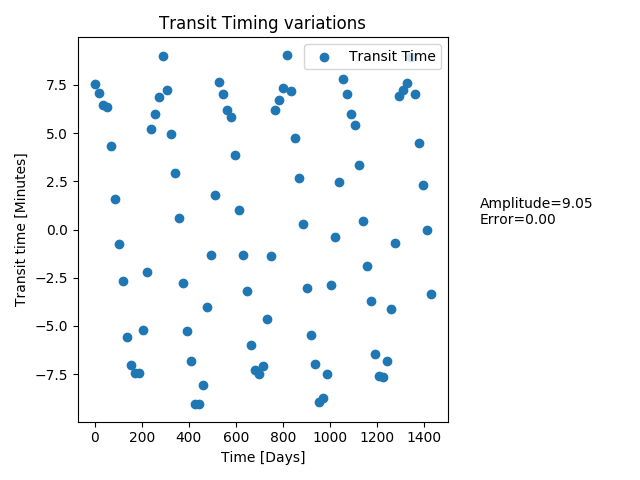 Transit Timing variations
Transit Time
Transit time [Minutes]
7.5
5.0
2.5
0.0
−2.5
−5.0
−7.5
0 200 400 600 800 1000 1200 1400
Time [Days]
Amplitude=9.05
Error=0.00